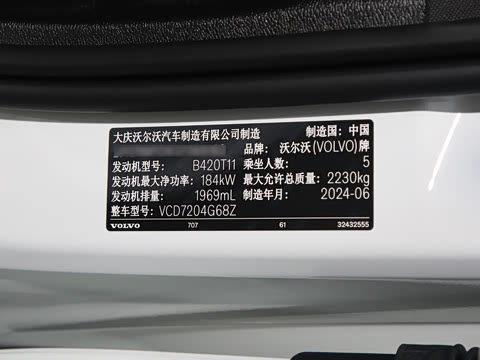 大庆沃尔沃汽车制造有限公司制造 制造国：中国
品牌：沃尔沃(VOLVO)牌
发动机型号： B420T11 乘坐人数： 5
发动机最大净功率： 184kW 最大允许总质量： 2230kg
发动机排量： 1969mL 制造年月： 2024-06
整车型号： VCD7204G68Z
VOLVO 707 61 32432555